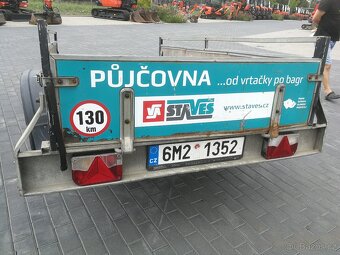 PŮJČOVNA ...od vrtačky po bagr
STAVES
www.staves.cz
130
km
CZ
6M2 1352